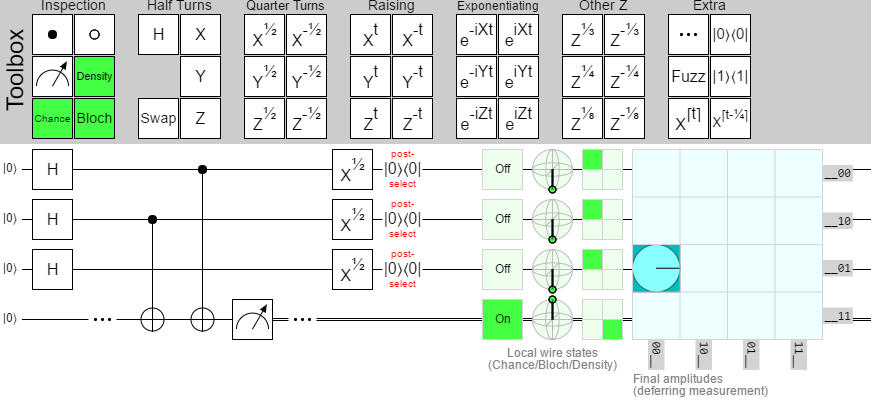 Toolbox
Inspection Half Turns Quarter Turns Raising Exponentiating Other Z Extra
H X X^½ X^-½ X^t X^-t e^-iXt e^iXt Z^⅓ Z^-⅓ ... |0⟩⟨0|
Density Y Y^½ Y^-½ Y^t Y^-t e^-iYt e^iYt Z^¼ Z^-¼ Fuzz |1⟩⟨1|
Chance Bloch Swap Z Z^½ Z^-½ Z^t Z^-t e^-iZt e^iZt Z^⅛ Z^-⅛ X^⌈t⌉ X^⌈t-¼⌉
post-
|0⟩ H X^½ |0⟩⟨0| Off __00
select
post-
|0⟩ H X^½ |0⟩⟨0| Off __10
select
post-
|0⟩ H X^½ |0⟩⟨0| Off __01
select
|0⟩ ... ... On __11
00__ 10__ 01__ 11__
Local wire states
(Chance/Bloch/Density)
Final amplitudes
(deferring measurement)